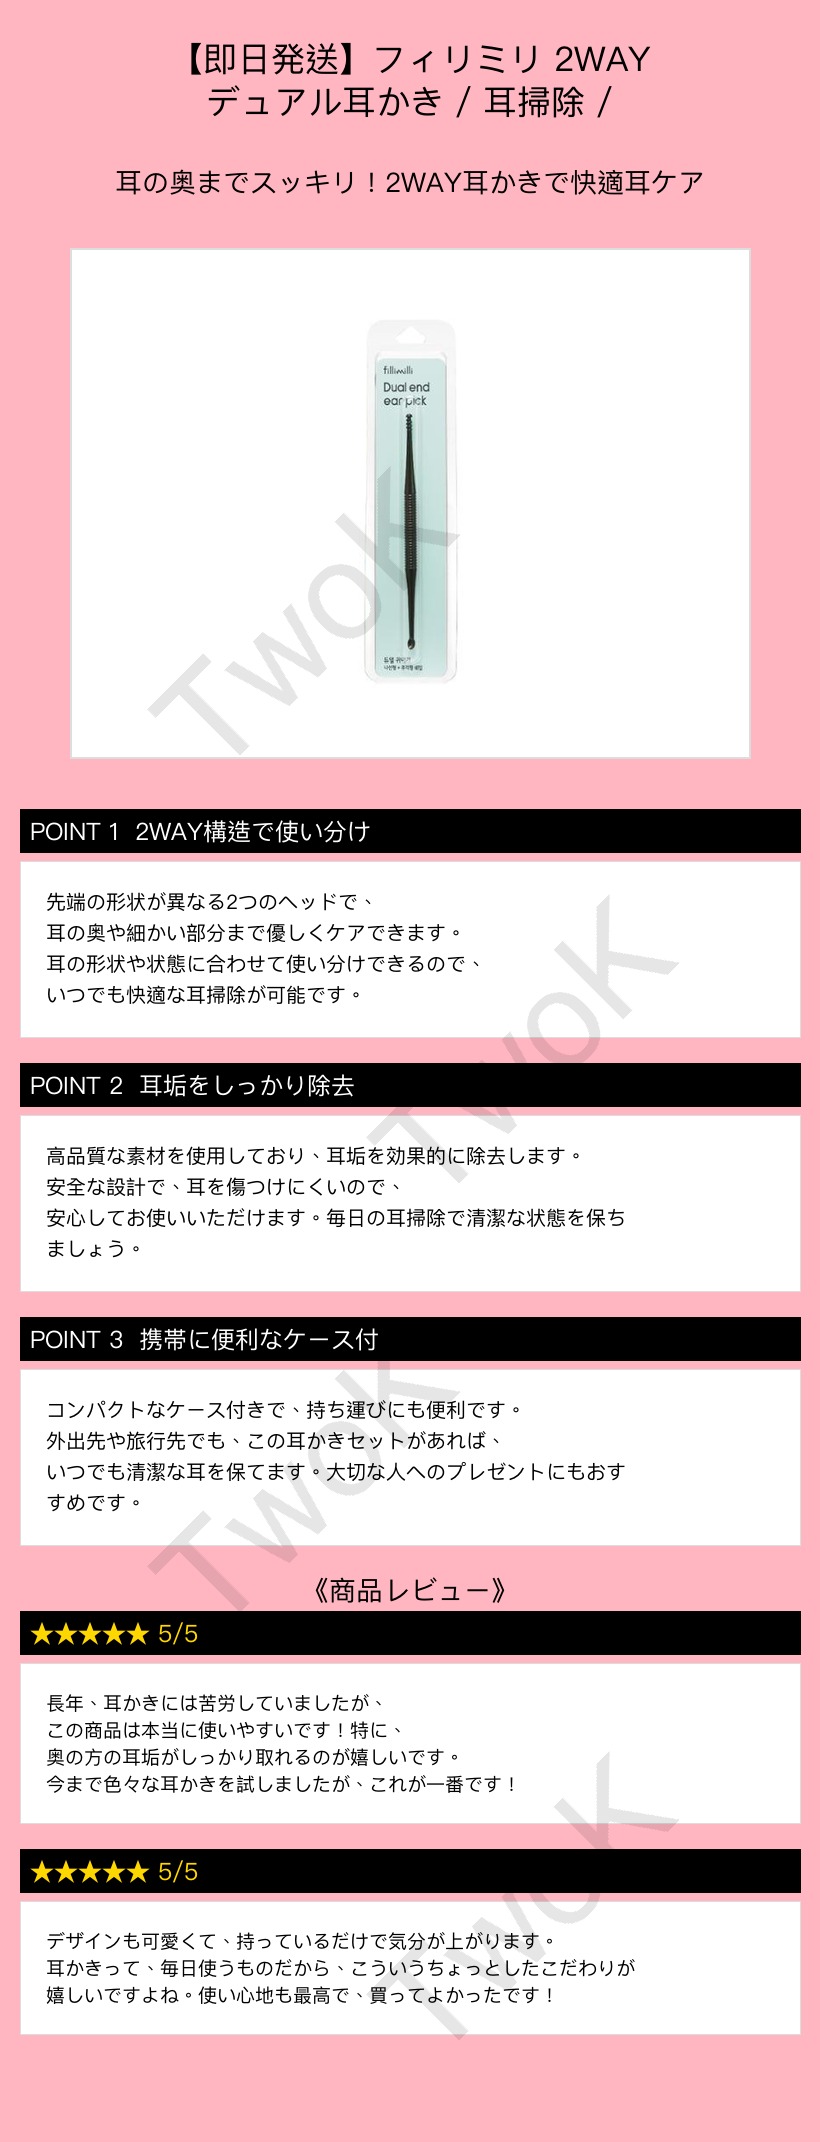 【即日発送】フィリミリ 2WAY
デュアル耳かき / 耳掃除 /
耳の奥までスッキリ！2WAY耳かきで快適耳ケア
fillimilli
Dual end
ear pick
듀얼 귀이개
TwoK
POINT 1 2WAY構造で使い分け
先端の形状が異なる2つのヘッドで、
耳の奥や細かい部分まで優しくケアできます。
耳の形状や状態に合わせて使い分けできるので、
いつでも快適な耳掃除が可能です。
TwoK
POINT 2 耳垢をしっかり除去
高品質な素材を使用しており、耳垢を効果的に除去します。
安全な設計で、耳を傷つけにくいので、
安心してお使いいただけます。毎日の耳掃除で清潔な状態を保ち
ましょう。
POINT 3 携帯に便利なケース付
コンパクトなケース付きで、持ち運びにも便利です。
外出先や旅行先でも、この耳かきセットがあれば、
いつでも清潔な耳を保てます。大切な人へのプレゼントにもおす
すめです。
TwoK
《商品レビュー》
★★★★★ 5/5
長年、耳かきには苦労していましたが、
この商品は本当に使いやすいです！特に、
奥の方の耳垢がしっかり取れるのが嬉しいです。
今まで色々な耳かきを試しましたが、これが一番です！
TwoK
★★★★★ 5/5
デザインも可愛くて、持っているだけで気分が上がります。
耳かきって、毎日使うものだから、こういうちょっとしたこだわりが
嬉しいですよね。使い心地も最高で、買ってよかったです！